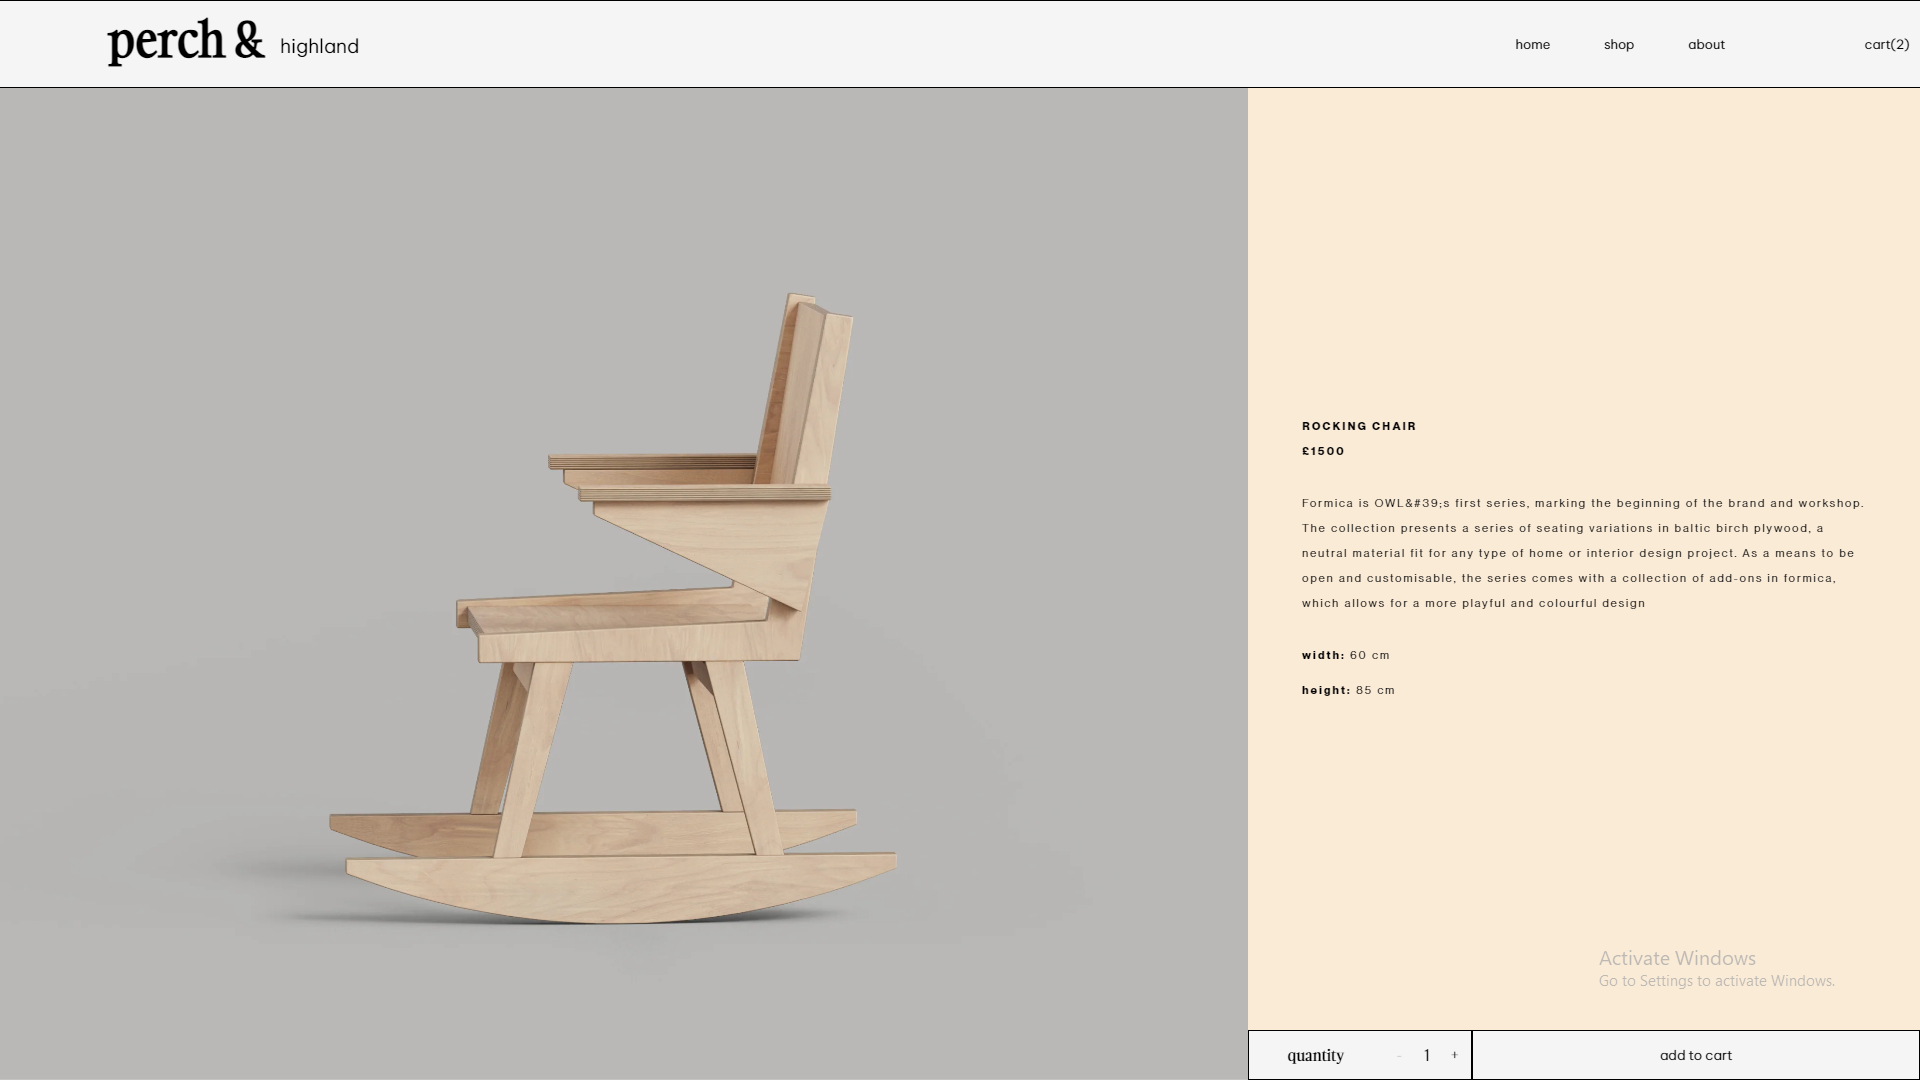 perch & highland
home shop about cart(2)
ROCKING CHAIR
£1500
Formica is OWL&#39;s first series, marking the beginning of the brand and workshop.
The collection presents a series of seating variations in baltic birch plywood, a
neutral material fit for any type of home or interior design project. As a means to be
open and customisable, the series comes with a collection of add-ons in formica,
which allows for a more playful and colourful design
width: 60 cm
height: 85 cm
Activate Windows
Go to Settings to activate Windows.
quantity - 1 + add to cart